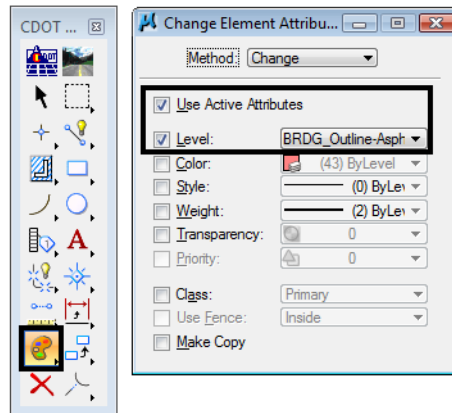 CDOT ...
Change Element Attribu...
Method: Change
Use Active Attributes
Level: BRDG_Outline-Asph
Color: (43) ByLevel
Style: (0) ByLev
Weight: (2) ByLev
Transparency: 0
Priority: 0
Class: Primary
Use Fence: Inside
Make Copy
A